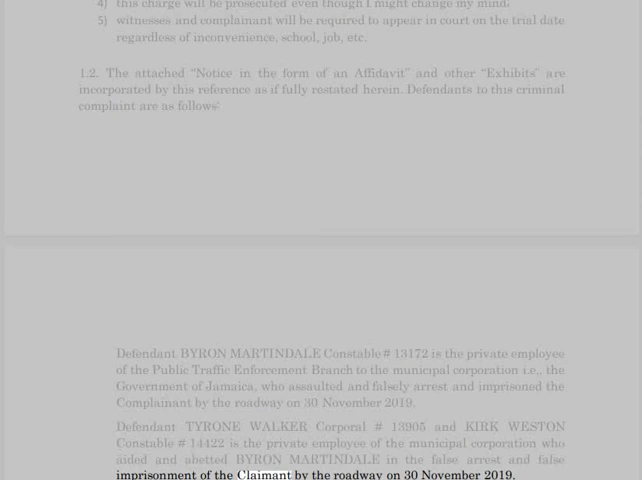 4) this charge will be prosecuted even though I might change my mind.
5) witnesses and complainant will be required to appear in court on the trial date
regardless of inconvenience, school, job, etc.
1.2. The attached “Notice in the form of an Affidavit” and other “Exhibits” are
incorporated by this reference as if fully restated herein. Defendants to this criminal
complaint are as follows:
Defendant BYRON MARTINDALE Constable # 13172 is the private employee
of the Public Traffic Enforcement Branch to the municipal corporation i.e., the
Government of Jamaica, who assaulted and falsely arrest and imprisoned the
Complainant by the roadway on 30 November 2019.
Defendant TYRONE WALKER Corporal # 13905 and KIRK WESTON
Constable # 14422 is the private employee of the municipal corporation who
aided and abetted BYRON MARTINDALE in the false arrest and false
imprisonment of the Claimant by the roadway on 30 November 2019.